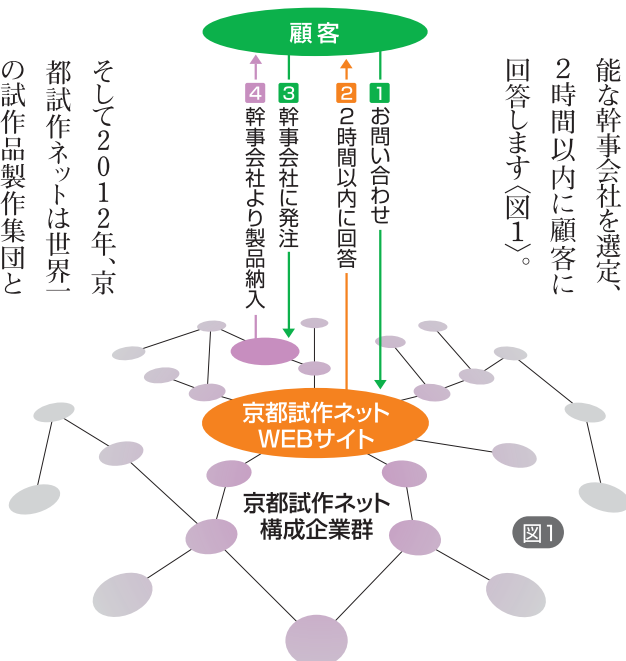 能な幹事会社を選定、
2時間以内に顧客に
回答します〈図1〉。
顧客
1 お問い合わせ
2 2時間以内に回答
3 幹事会社に発注
4 幹事会社より製品納入
そして2012年、京
都試作ネットは世界一
の試作品製作集団と
京都試作ネット
WEBサイト
京都試作ネット
構成企業群
図1